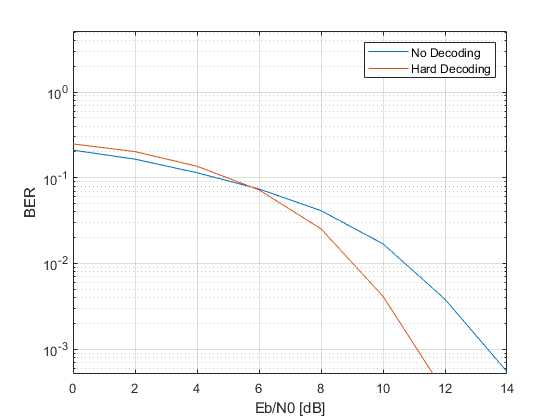 No Decoding
Hard Decoding
10^0
10^-1
10^-2
10^-3
BER
0 2 4 6 8 10 12 14
Eb/N0 [dB]